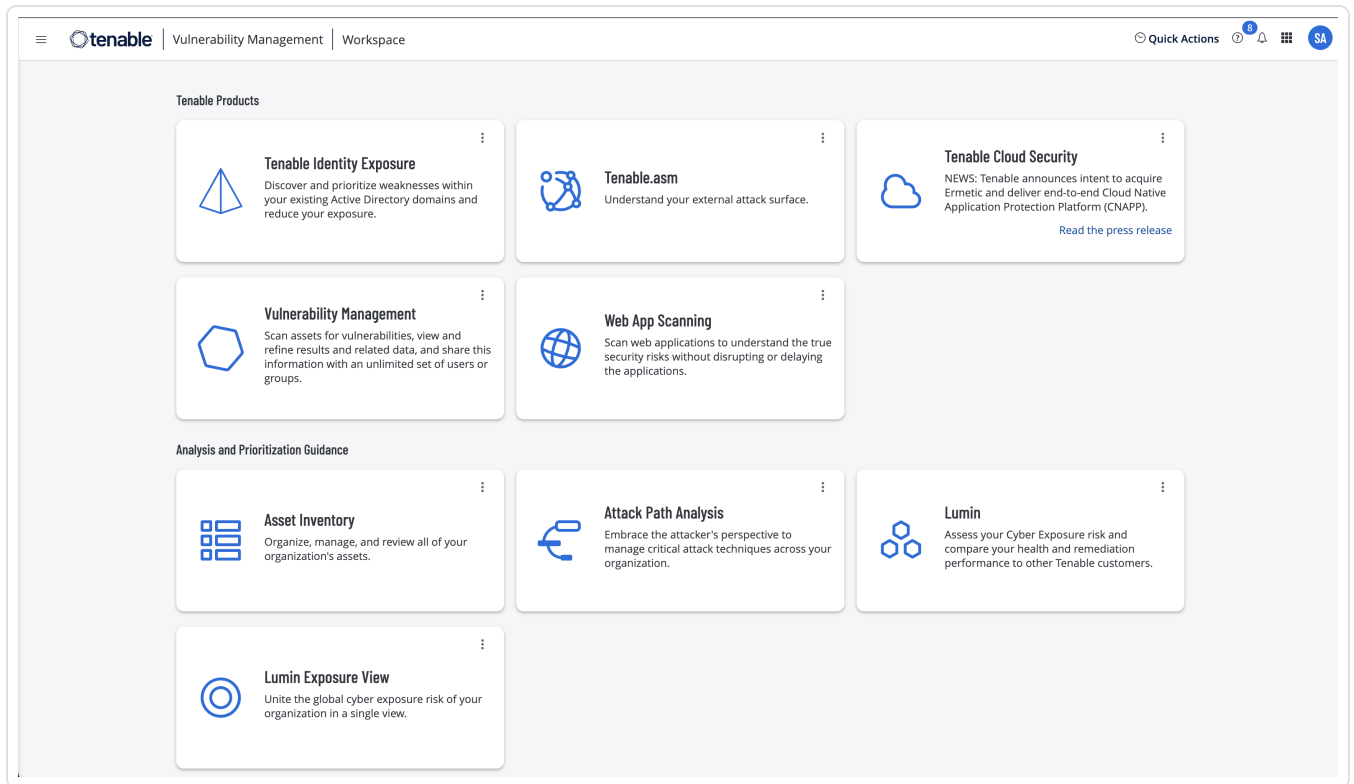 tenable Vulnerability Management Workspace Quick Actions 8 SA
Tenable Products
Tenable Identity Exposure
Discover and prioritize weaknesses within
your existing Active Directory domains and
reduce your exposure.
Tenable.asm
Understand your external attack surface.
Tenable Cloud Security
NEWS: Tenable announces intent to acquire
Ermetic and deliver end-to-end Cloud Native
Application Protection Platform (CNAPP).
Read the press release
Vulnerability Management
Scan assets for vulnerabilities, view and
refine results and related data, and share this
information with an unlimited set of users or
groups.
Web App Scanning
Scan web applications to understand the true
security risks without disrupting or delaying
the applications.
Analysis and Prioritization Guidance
Asset Inventory
Organize, manage, and review all of your
organization's assets.
Attack Path Analysis
Embrace the attacker's perspective to
manage critical attack techniques across your
organization.
Lumin
Assess your Cyber Exposure risk and
compare your health and remediation
performance to other Tenable customers.
Lumin Exposure View
Unite the global cyber exposure risk of your
organization in a single view.